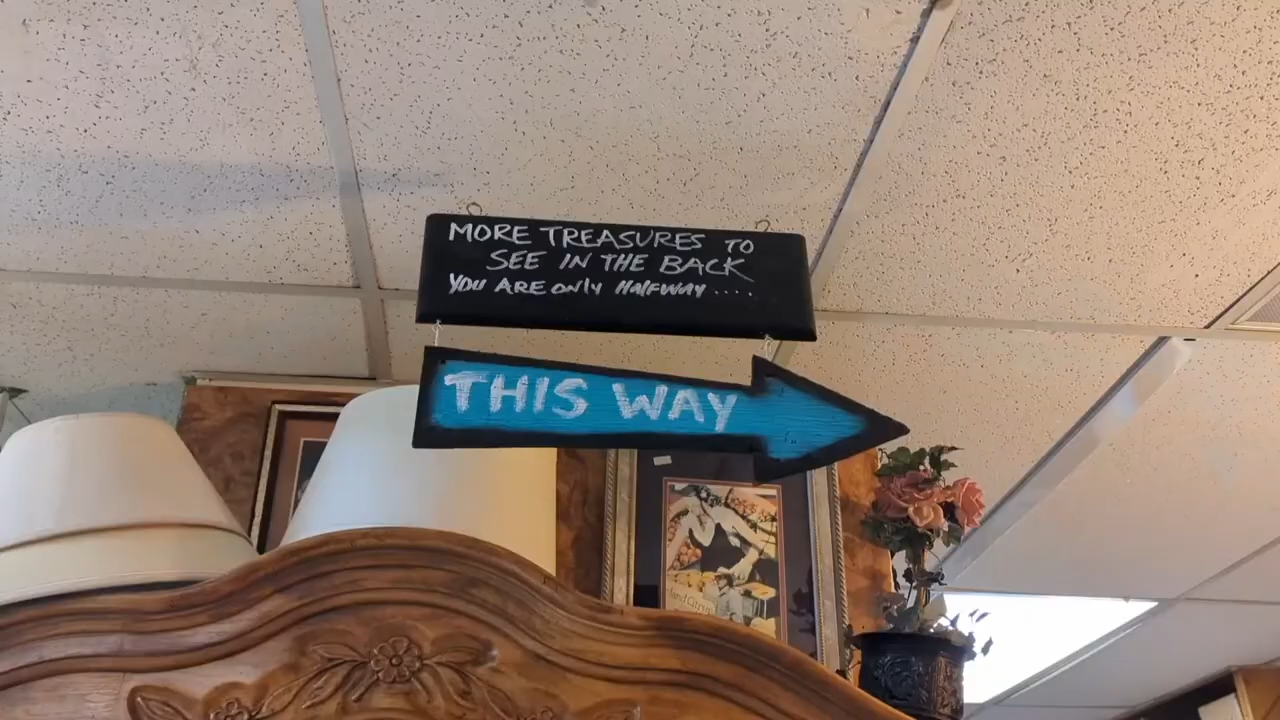 MORE TREASURES TO
SEE IN THE BACK
YOU ARE ONLY HALFWAY ....
THIS WAY